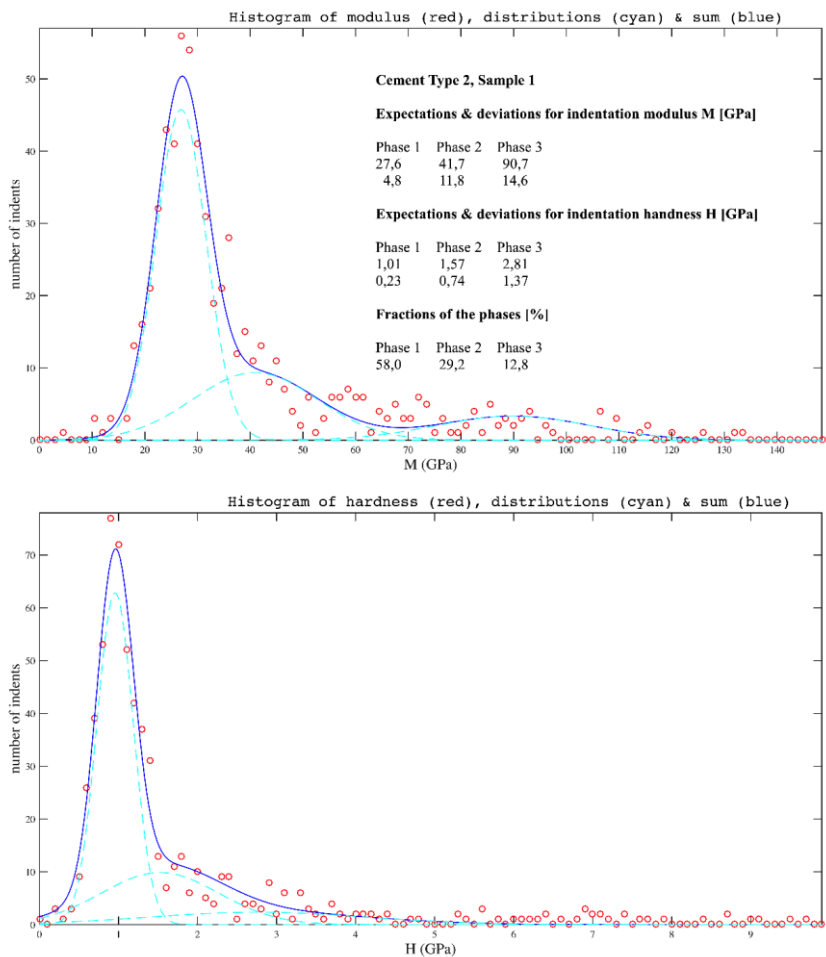 Histogram of modulus (red), distributions (cyan) & sum (blue)
50
40
30
20
10
0
number of indents
Cement Type 2, Sample 1
Expectations & deviations for indentation modulus M [GPa]
Phase 1 Phase 2 Phase 3
27,6 41,7 90,7
4,8 11,8 14,6
Expectations & deviations for indentation handness H [GPa]
Phase 1 Phase 2 Phase 3
1,01 1,57 2,81
0,23 0,74 1,37
Fractions of the phases [%]
Phase 1 Phase 2 Phase 3
58,0 29,2 12,8
0 10 20 30 40 50 60 70 80 90 100 110 120 130 140
M (GPa)
Histogram of hardness (red), distributions (cyan) & sum (blue)
70
60
50
40
30
20
10
0
number of indents
0 1 2 3 4 5 6 7 8 9
H (GPa)